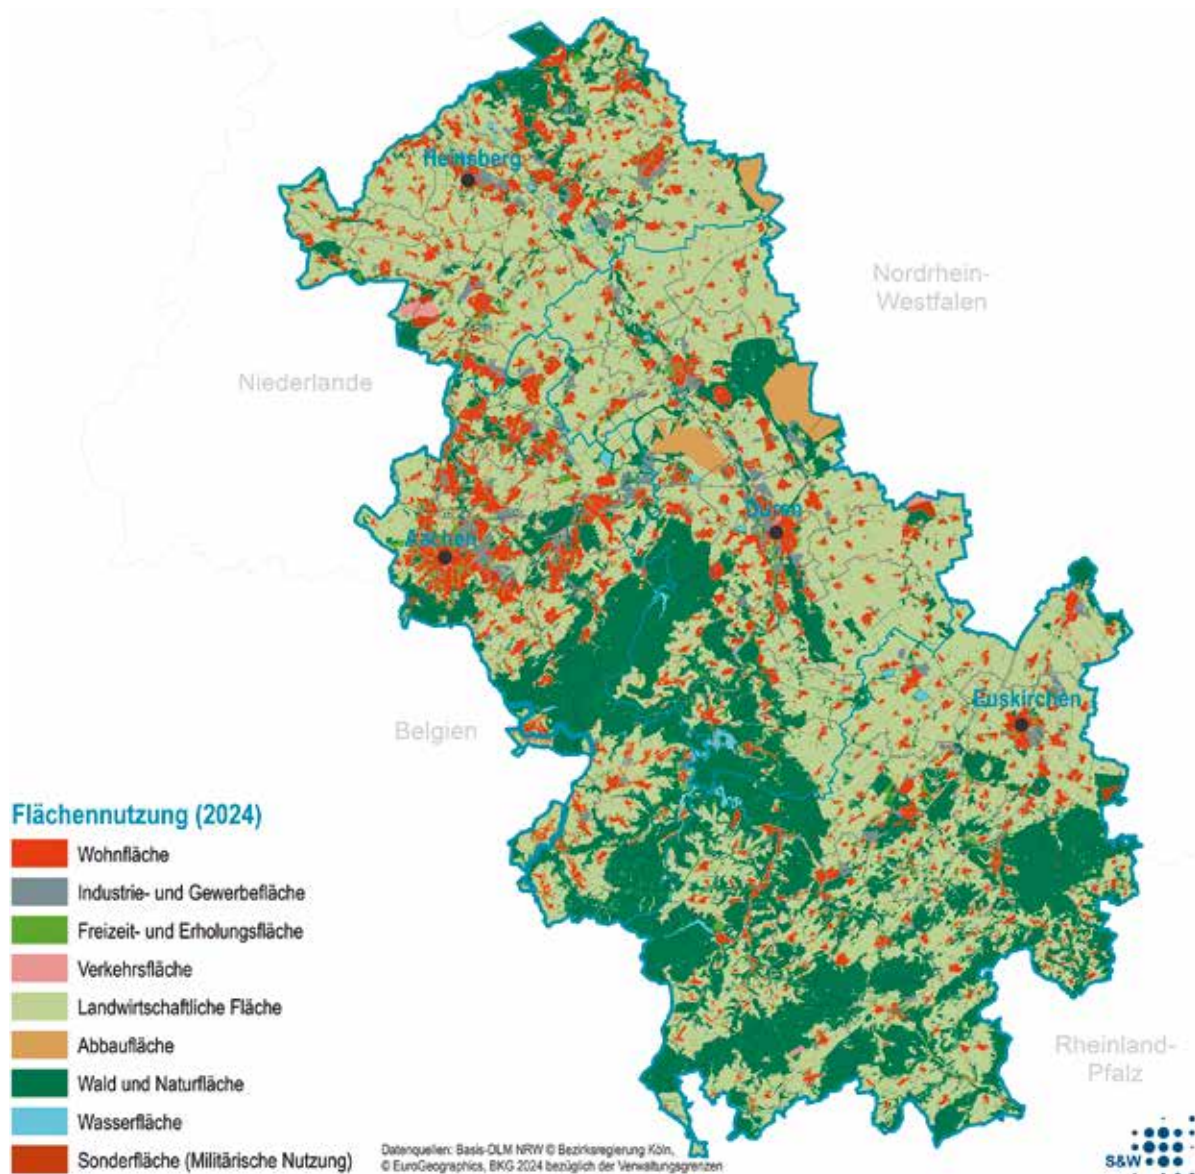 Heinsberg
Nordrhein-
Westfalen
Niederlande
Düren
Aachen
Euskirchen
Belgien
Rheinland-
Pfalz
Flächennutzung (2024)
Wohnfläche
Industrie- und Gewerbefläche
Freizeit- und Erholungsfläche
Verkehrsfläche
Landwirtschaftliche Fläche
Abbaufläche
Wald und Naturfläche
Wasserfläche
Sonderfläche (Militärische Nutzung)
Datenquellen: Basis-DLM NRW © Bezirksregierung Köln,
© EuroGeographics, BKG 2024 bezüglich der Verwaltungsgrenzen
S&W